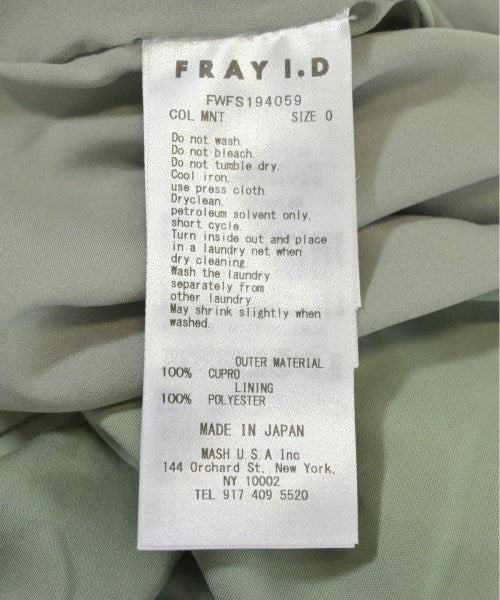 FRAY I.D
FWFS194059
COL MNT SIZE 0
Do not wash.
Do not bleach.
Do not tumble dry.
Cool iron.
use press cloth.
Dryclean.
petroleum solvent only,
short cycle.
Turn inside out and place
in a laundry net when
dry cleaning
Wash the laundry
separately from
other laundry.
May shrink slightly when
washed.
OUTER MATERIAL
100% CUPRO
LINING
100% POLYESTER
MADE IN JAPAN
MASH U.S.A Inc
144 Orchard St. New York,
NY 10002
TEL 917 409 5520